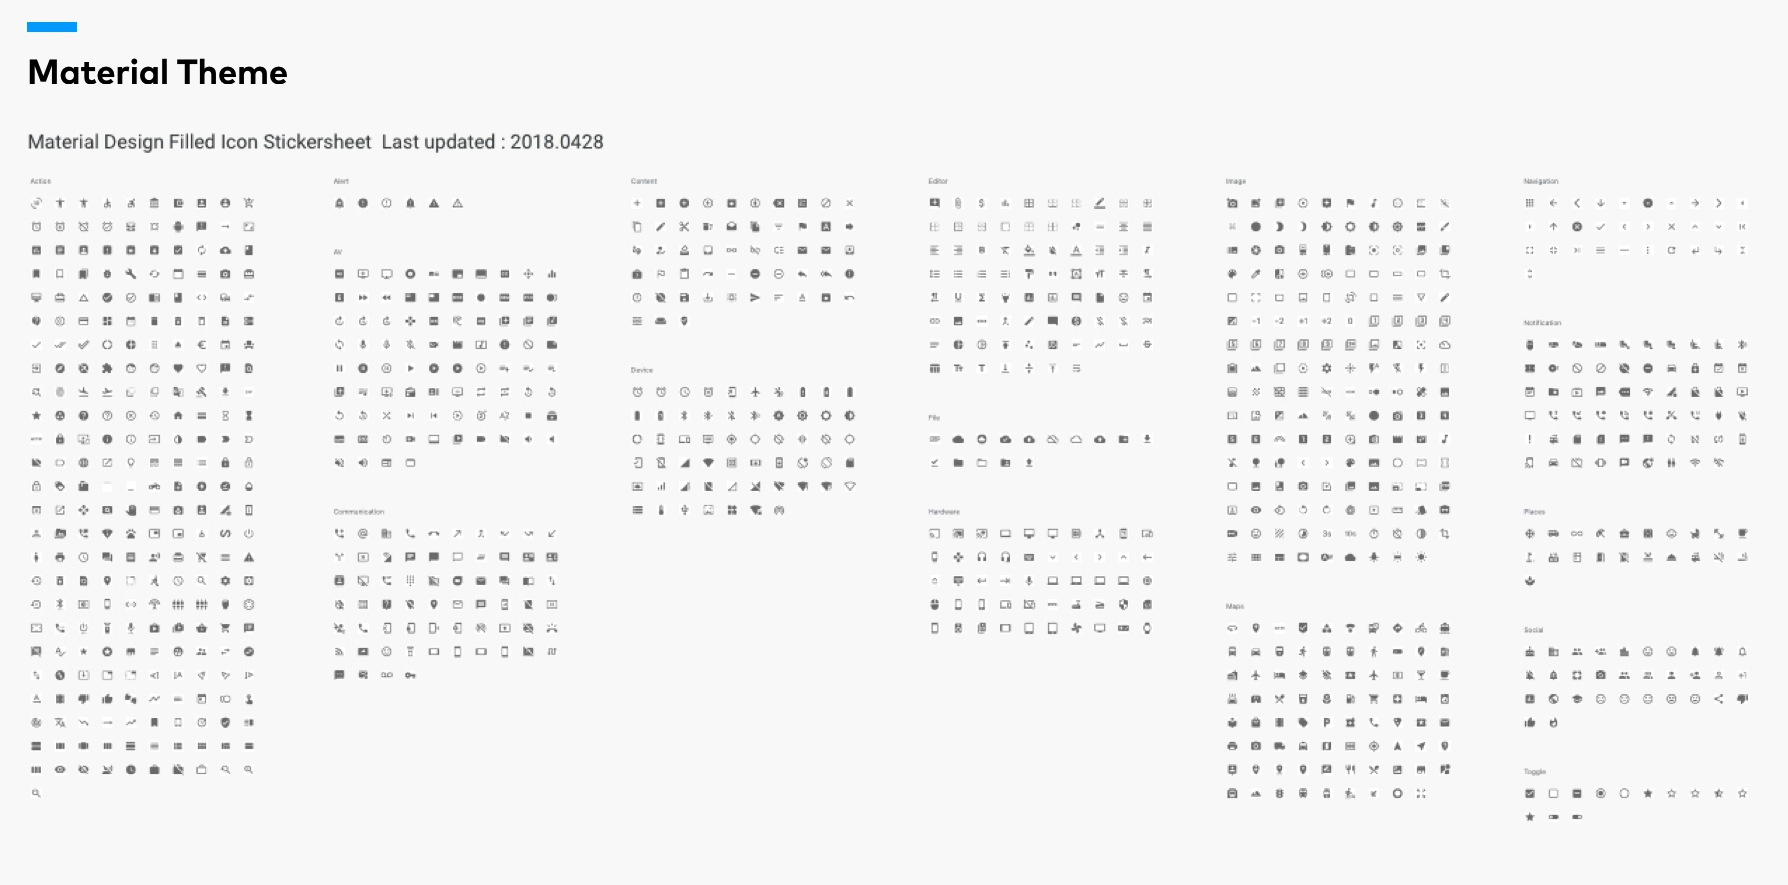 Material Theme
Material Design Filled Icon Stickersheet Last updated : 2018.0428
Action
Alert
AV
Communication
Content
Device
Editor
File
Hardware
Image
Maps
Navigation
Notification
Places
Social
Toggle